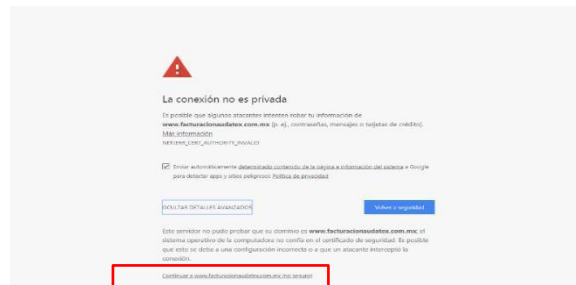 La conexión no es privada
Es posible que algunos atacantes intenten robar tu información de
www.facturacionaudatex.com.mx (p. ej., contraseñas, mensajes o tarjetas de crédito).
Más información
NET::ERR_CERT_AUTHORITY_INVALID
Enviar automáticamente determinado contenido de la página e información del sistema a Google
para detectar apps y sitios peligrosos Política de privacidad
OCULTAR DETALLES AVANZADOS
Volver a seguridad
Este servidor no pudo probar que su dominio es www.facturacionaudatex.com.mx; el
sistema operativo de la computadora no confía en el certificado de seguridad. Es posible
que esto se deba a una configuración incorrecta o a que un atacante interceptó la
conexión.
Continuar a www.facturacionaudatex.com.mx (no seguro)